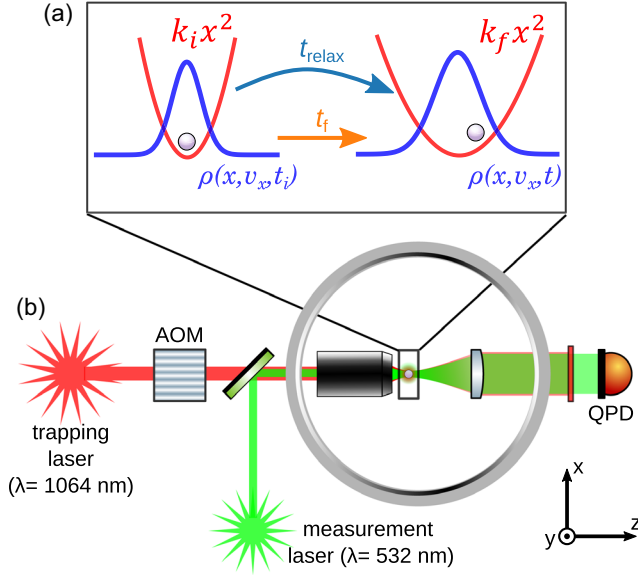 (a)
k_i x^2
t_relax
k_f x^2
t_f
ρ(x,v_x,t_i)
ρ(x,v_x,t)
(b)
AOM
trapping
laser
(λ= 1064 nm)
measurement
laser (λ= 532 nm)
QPD
x
y
z